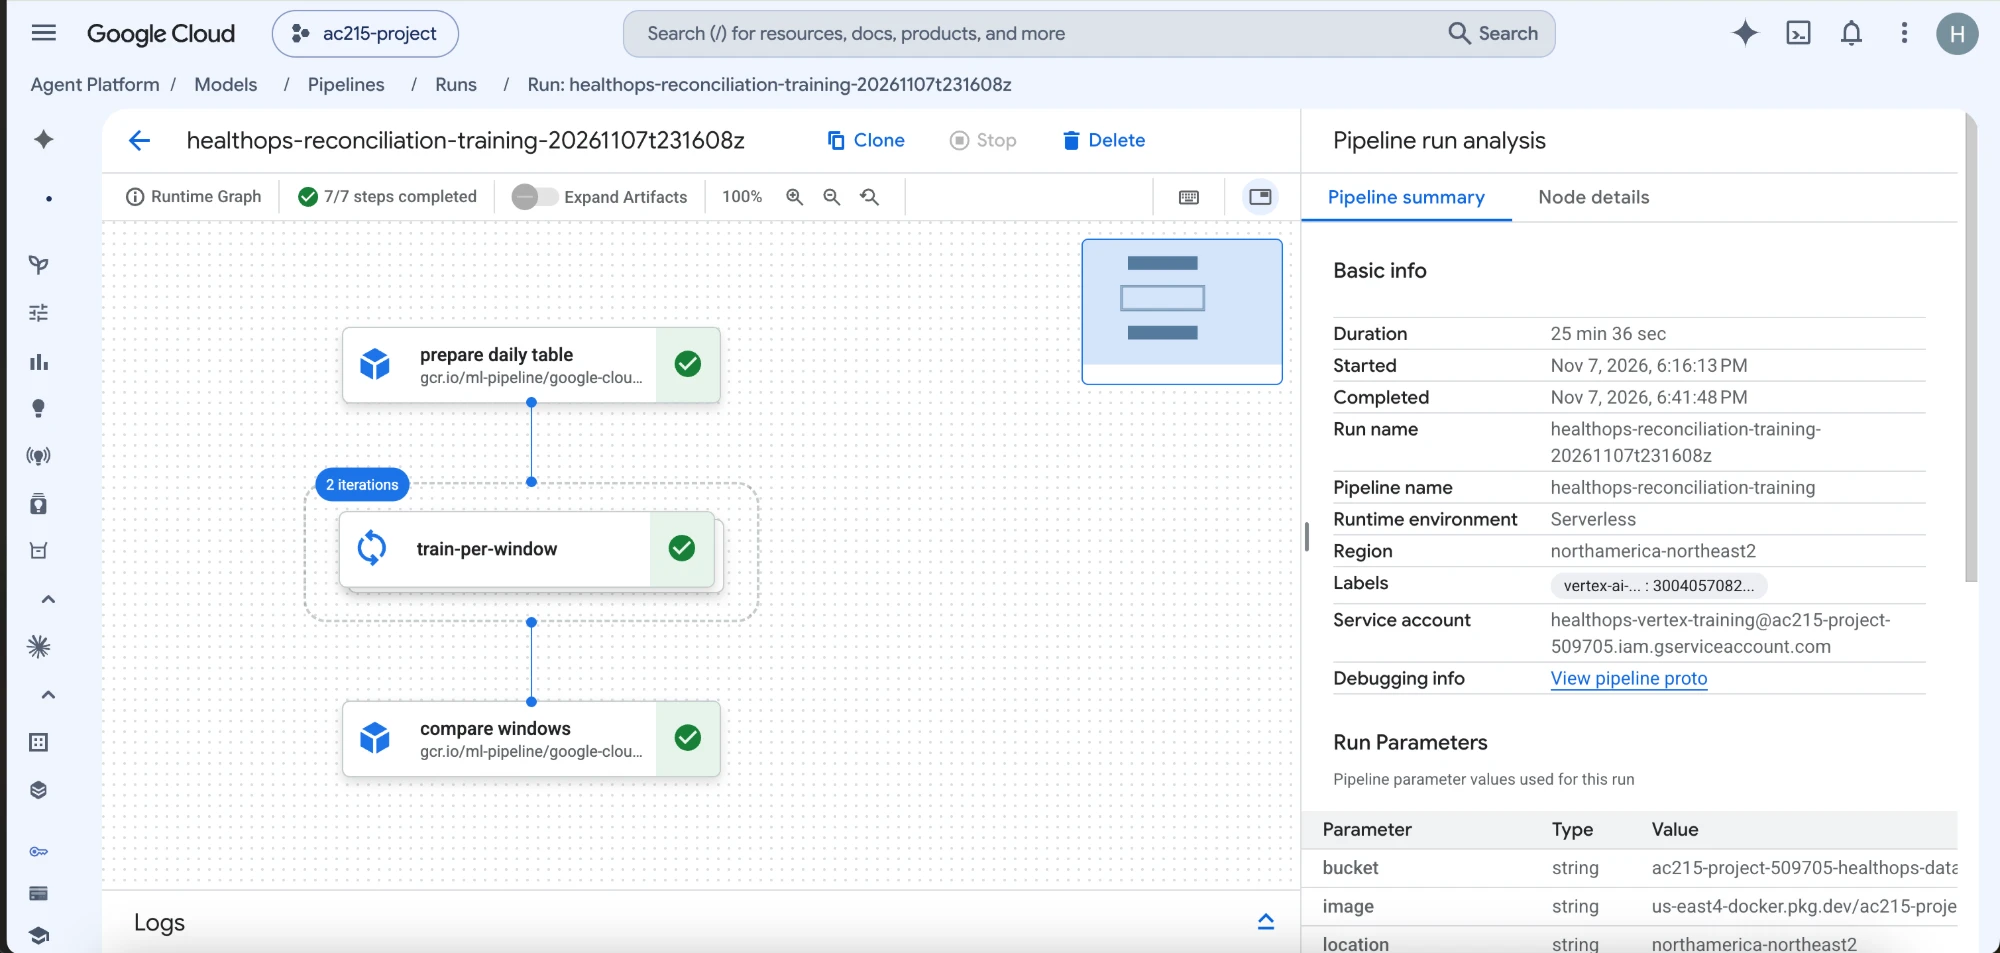 Google Cloud
ac215-project
Search (/) for resources, docs, products, and more
Search
H
Agent Platform / Models / Pipelines / Runs / Run: healthops-reconciliation-training-20261107t231608z
healthops-reconciliation-training-20261107t231608z
Clone
Stop
Delete
Runtime Graph
7/7 steps completed
Expand Artifacts
100%
prepare daily table
gcr.io/ml-pipeline/google-clou...
2 iterations
train-per-window
compare windows
gcr.io/ml-pipeline/google-clou...
Logs
Pipeline run analysis
Pipeline summary
Node details
Basic info
Duration 25 min 36 sec
Started Nov 7, 2026, 6:16:13 PM
Completed Nov 7, 2026, 6:41:48 PM
Run name healthops-reconciliation-training-
20261107t231608z
Pipeline name healthops-reconciliation-training
Runtime environment Serverless
Region northamerica-northeast2
Labels vertex-ai-... : 3004057082...
Service account healthops-vertex-training@ac215-project-
509705.iam.gserviceaccount.com
Debugging info View pipeline proto
Run Parameters
Pipeline parameter values used for this run
Parameter Type Value
bucket string ac215-project-509705-healthops-data
image string us-east4-docker.pkg.dev/ac215-proje
location string northamerica-northeast2